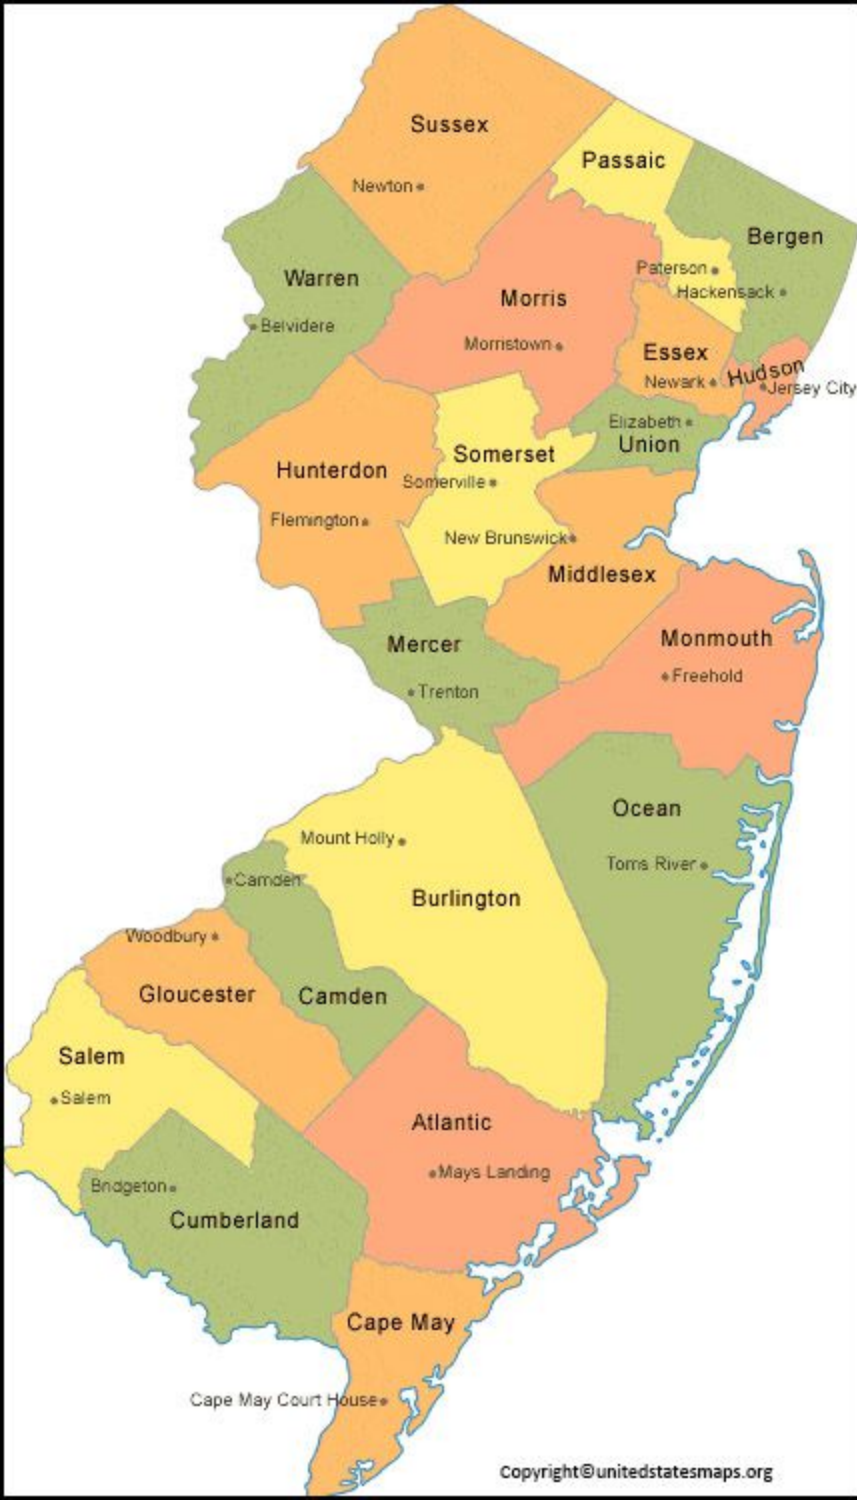 Sussex
Passaic
Newton
Bergen
Warren
Paterson
Hackensack
Morris
Belvidere
Morristown
Essex
Hudson
Newark
Jersey City
Elizabeth
Union
Somerset
Hunterdon
Somerville
Flemington
New Brunswick
Middlesex
Mercer
Monmouth
Freehold
Trenton
Ocean
Mount Holly
Toms River
Camden
Burlington
Woodbury
Gloucester
Camden
Salem
Salem
Atlantic
Mays Landing
Bridgeton
Cumberland
Cape May
Cape May Court House
Copyright©unitedstatesmaps.org